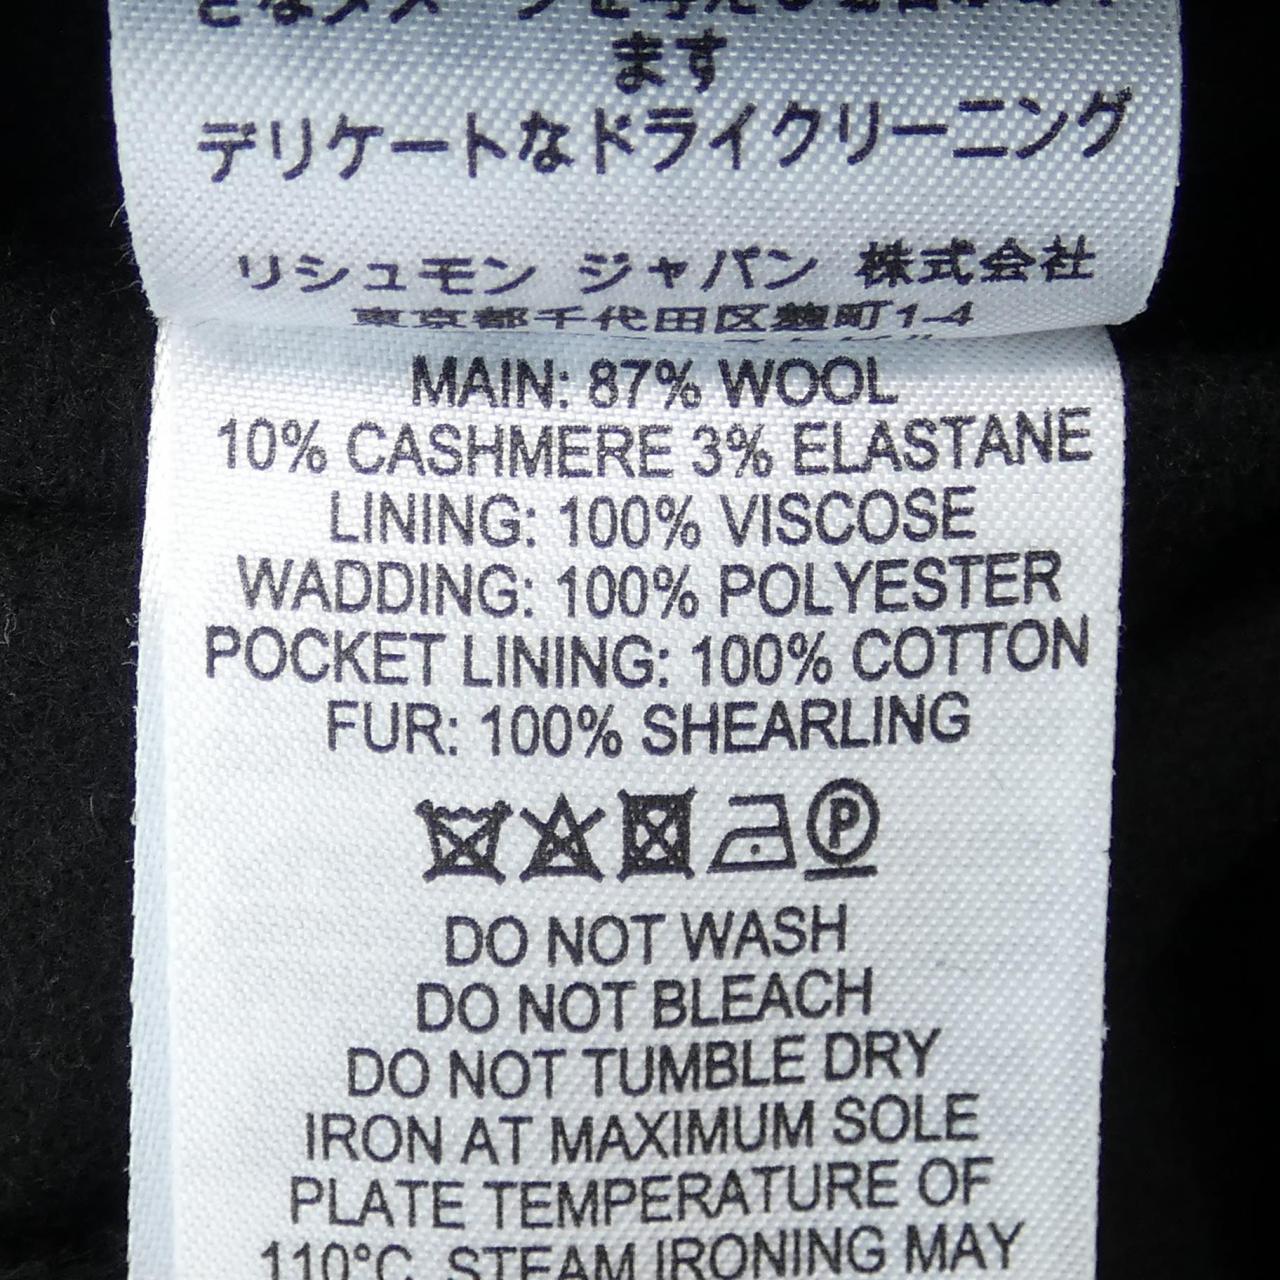 ます
デリケートなドライクリーニング
リシュモン ジャパン 株式会社
東京都千代田区麹町1-4
MAIN: 87% WOOL
10% CASHMERE 3% ELASTANE
LINING: 100% VISCOSE
WADDING: 100% POLYESTER
POCKET LINING: 100% COTTON
FUR: 100% SHEARLING
P
DO NOT WASH
DO NOT BLEACH
DO NOT TUMBLE DRY
IRON AT MAXIMUM SOLE
PLATE TEMPERATURE OF
110°C. STEAM IRONING MAY